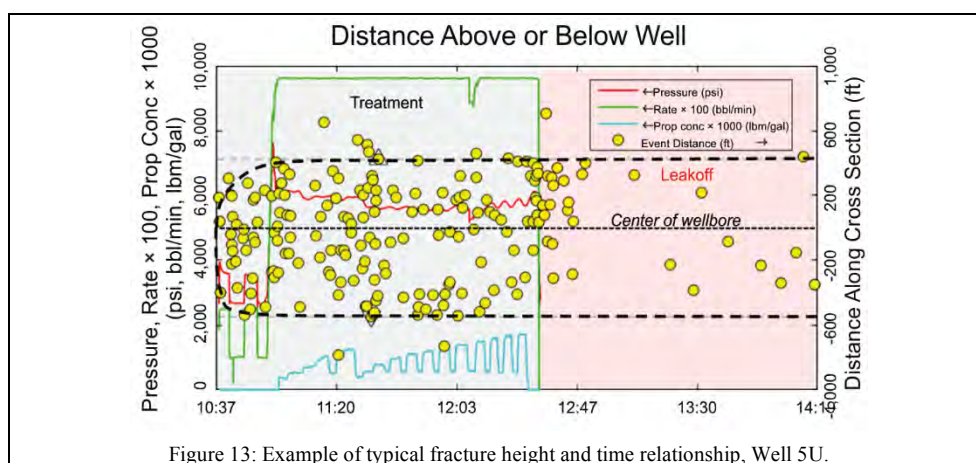 Distance Above or Below Well
Pressure, Rate × 100, Prop Conc × 1000
(psi, bbl/min, lbm/gal)
10,000
8,000
6,000
4,000
2,000
0
Treatment
←Pressure (psi)
←Rate × 100 (bbl/min)
←Prop conc × 1000 (lbm/gal)
Event Distance (ft) →
Leakoff
Center of wellbore
1,000
600
200
-200
-600
Distance Along Cross Section (ft)
10:37 11:20 12:03 12:47 13:30 14:14
Figure 13: Example of typical fracture height and time relationship, Well 5U.